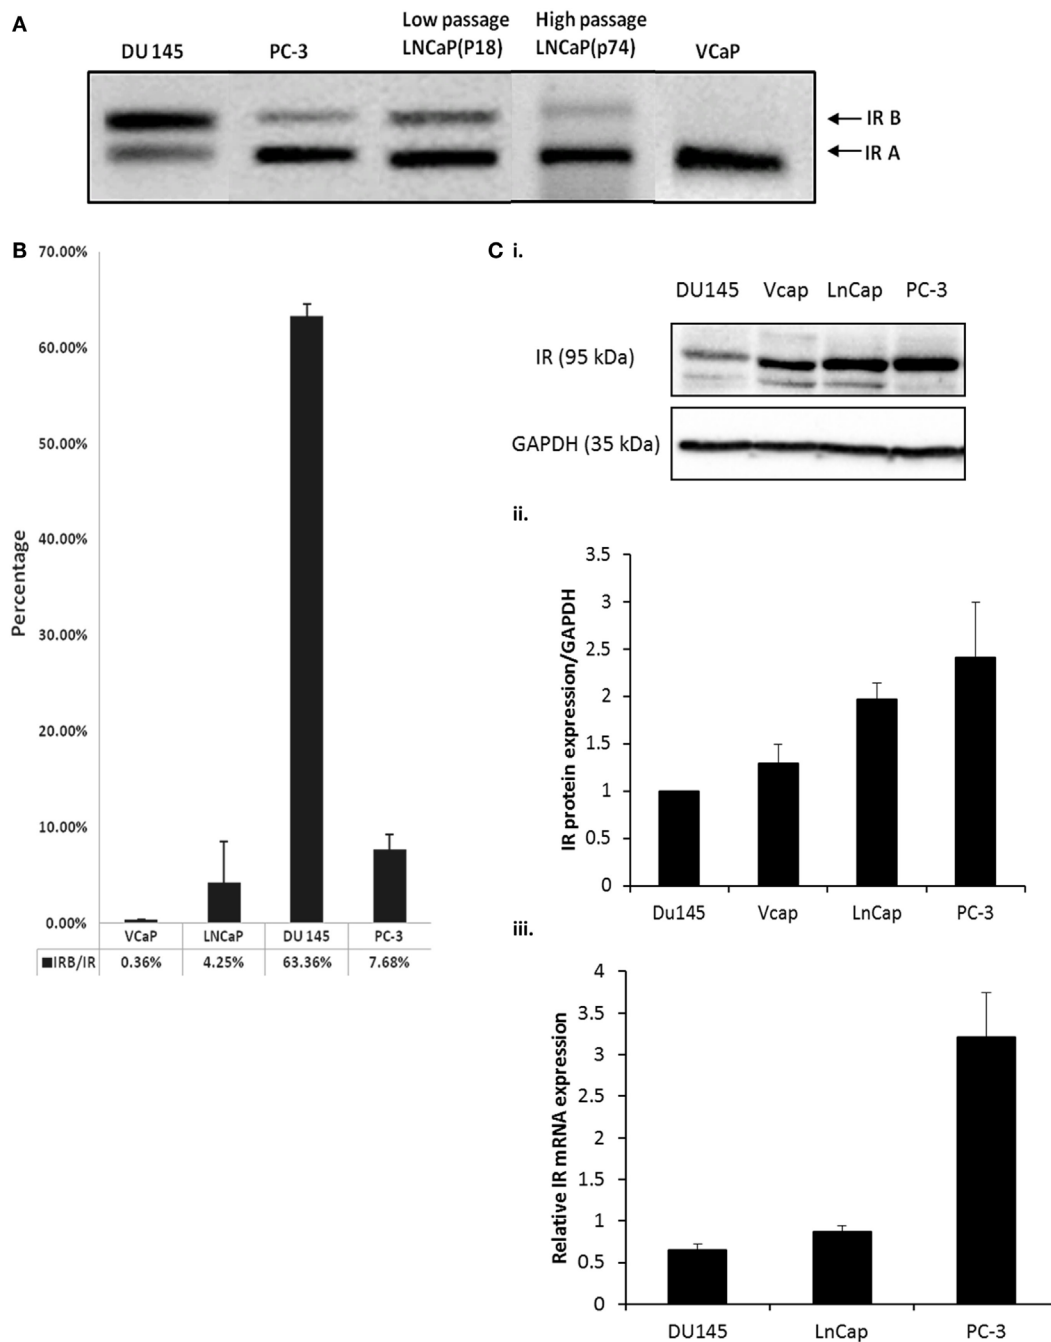 A
DU 145
PC-3
Low passage
LNCaP(P18)
High passage
LNCaP(p74)
VCaP
IR B
IR A
B
70.00%
60.00%
50.00%
40.00%
30.00%
20.00%
10.00%
0.00%
Percentage
VCaP LNCaP DU 145 PC-3
IRB/IR 0.36% 4.25% 63.36% 7.68%
C i.
DU145 Vcap LnCap PC-3
IR (95 kDa)
GAPDH (35 kDa)
ii.
IR protein expression/GAPDH
3.5
3
2.5
2
1.5
1
0.5
0
Du145 Vcap LnCap PC-3
iii.
Relative IR mRNA expression
4
3.5
3
2.5
2
1.5
1
0.5
0
DU145 LnCap PC-3